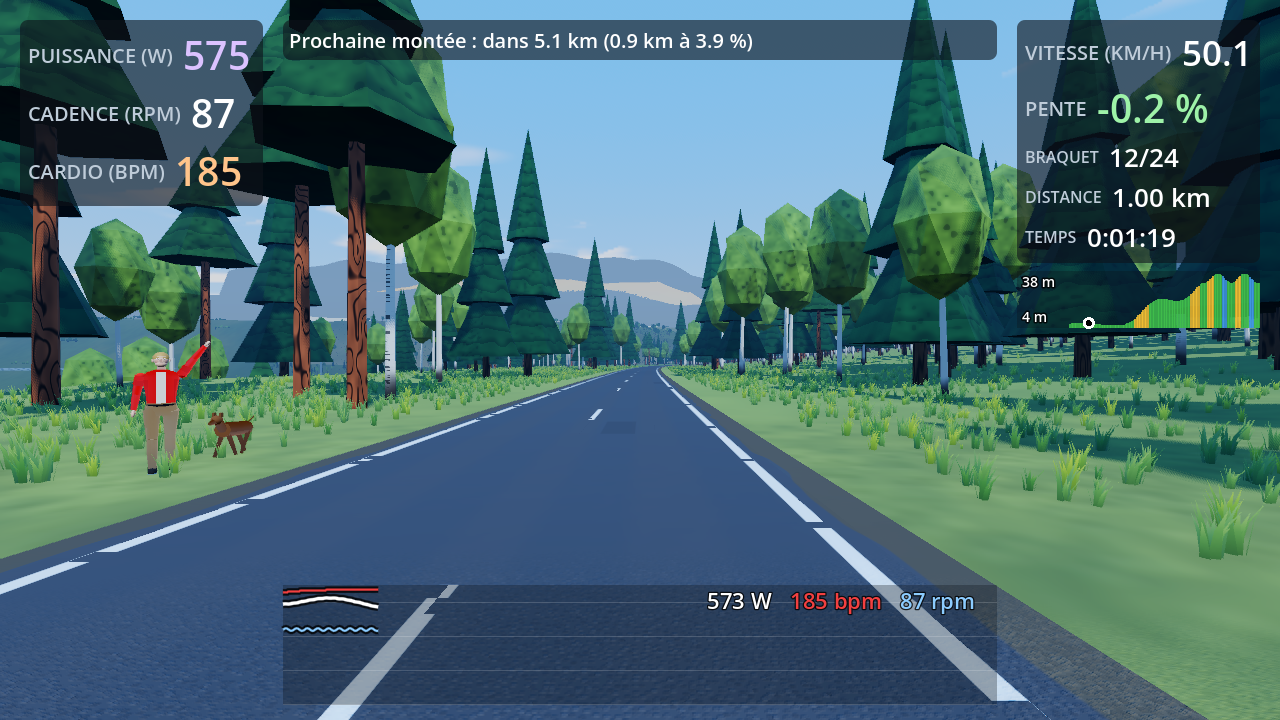 PUISSANCE (W) 575
CADENCE (RPM) 87
CARDIO (BPM) 185
Prochaine montée : dans 5.1 km (0.9 km à 3.9 %)
VITESSE (KM/H) 50.1
PENTE -0.2 %
BRAQUET 12/24
DISTANCE 1.00 km
TEMPS 0:01:19
38 m
4 m
573 W 185 bpm 87 rpm